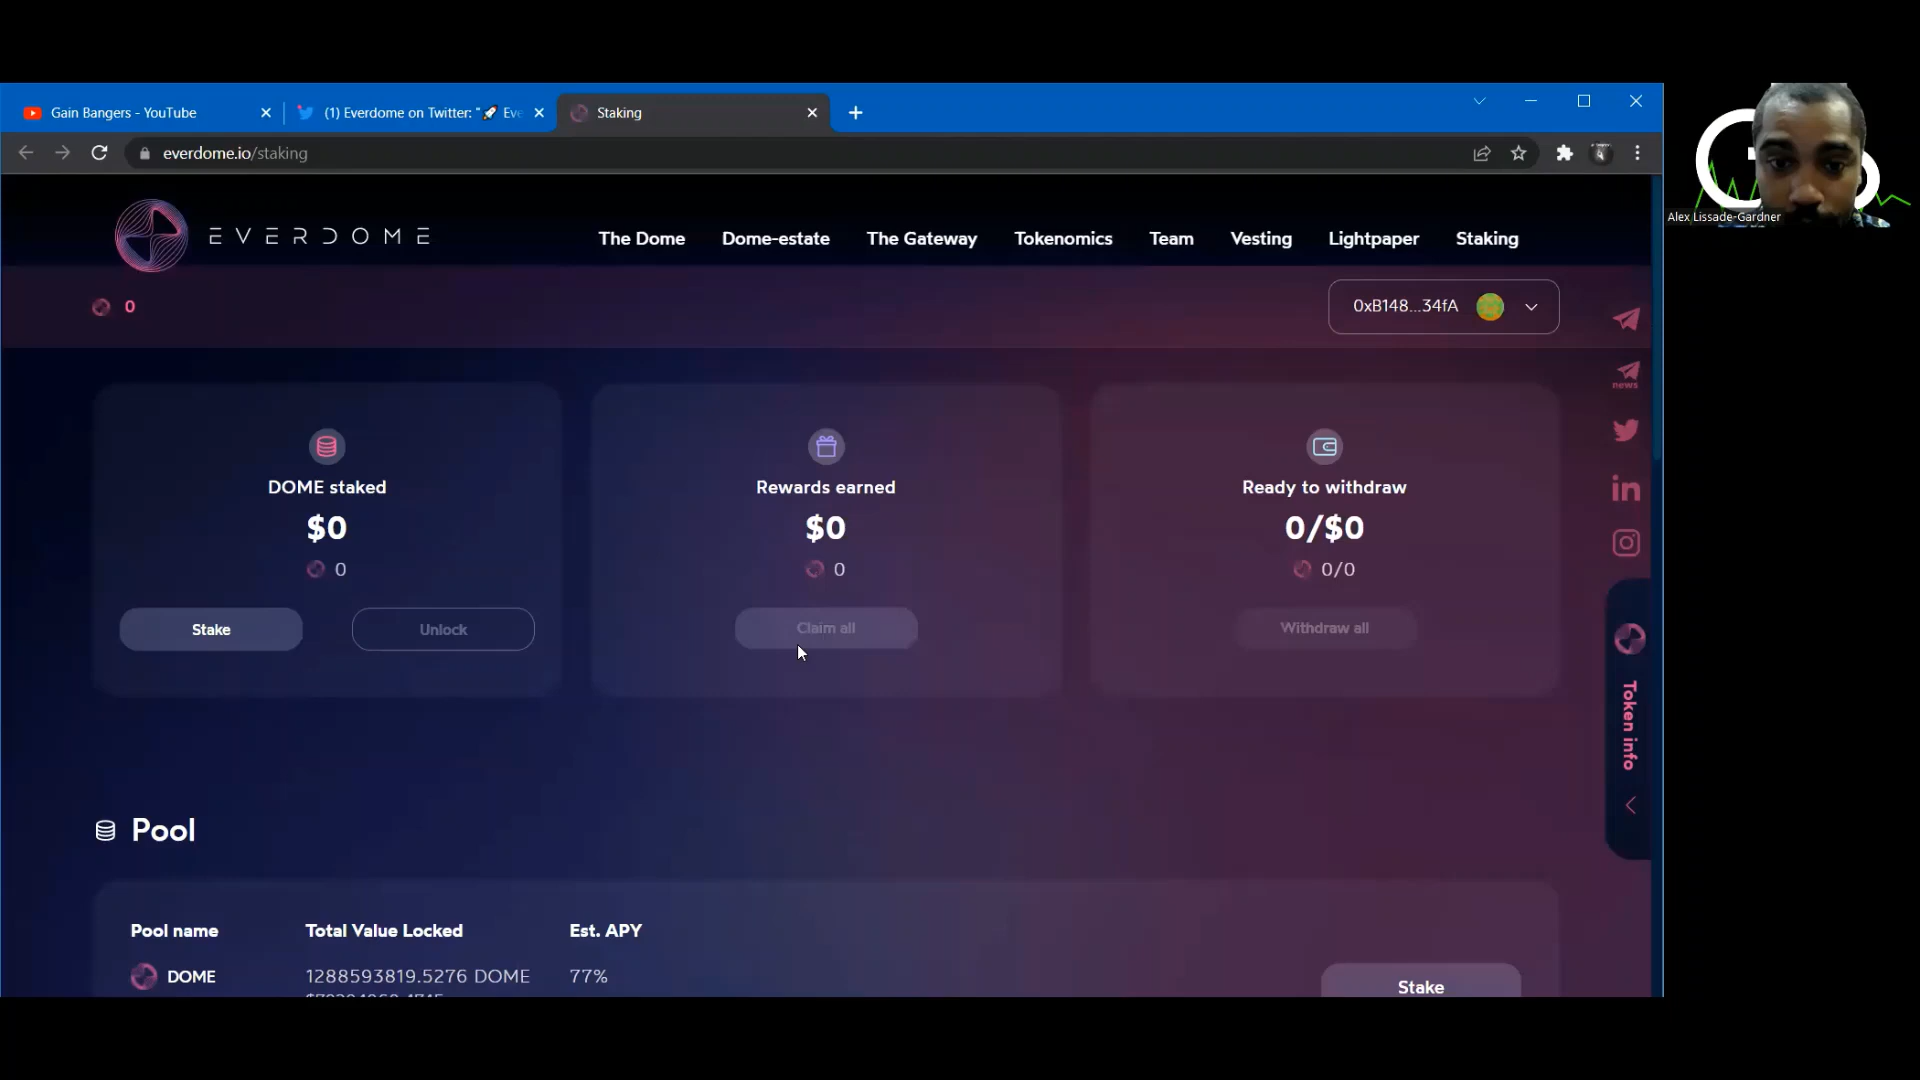 Gain Bangers - YouTube
(1) Everdome on Twitter: "🚀 Eve
Staking
everdome.io/staking
Alex Lissade-Gardner
EVERDOME
The Dome
Dome-estate
The Gateway
Tokenomics
Team
Vesting
Lightpaper
Staking
0
0xB148...34fA
news
DOME staked
$0
0
Stake
Unlock
Rewards earned
$0
0
Claim all
Ready to withdraw
0/$0
0/0
Withdraw all
Token info
Pool
Pool name
Total Value Locked
Est. APY
DOME
1288593819.5276 DOME
77%
Stake